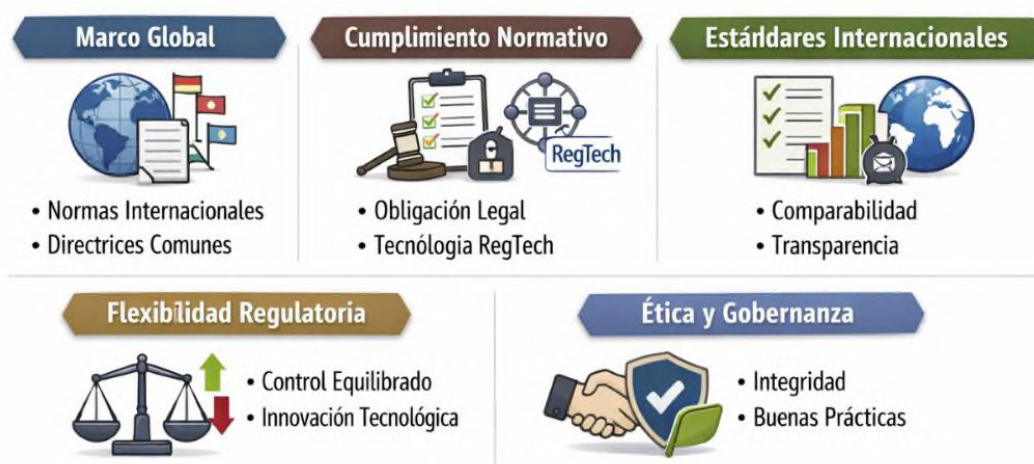 Marco Global
Cumplimiento Normativo
Estáŕdares Internacionales
RegTech
• Normas Internacionales
• Directrices Comunes
• Obligación Legal
• Tecnólogia RegTech
• Comparabilidad
• Transparencia
Flexibilidad Regulatoria
Ética y Gobernanza
• Control Equilibrado
• Innovación Tecnológica
• Integridad
• Buenas Prácticas